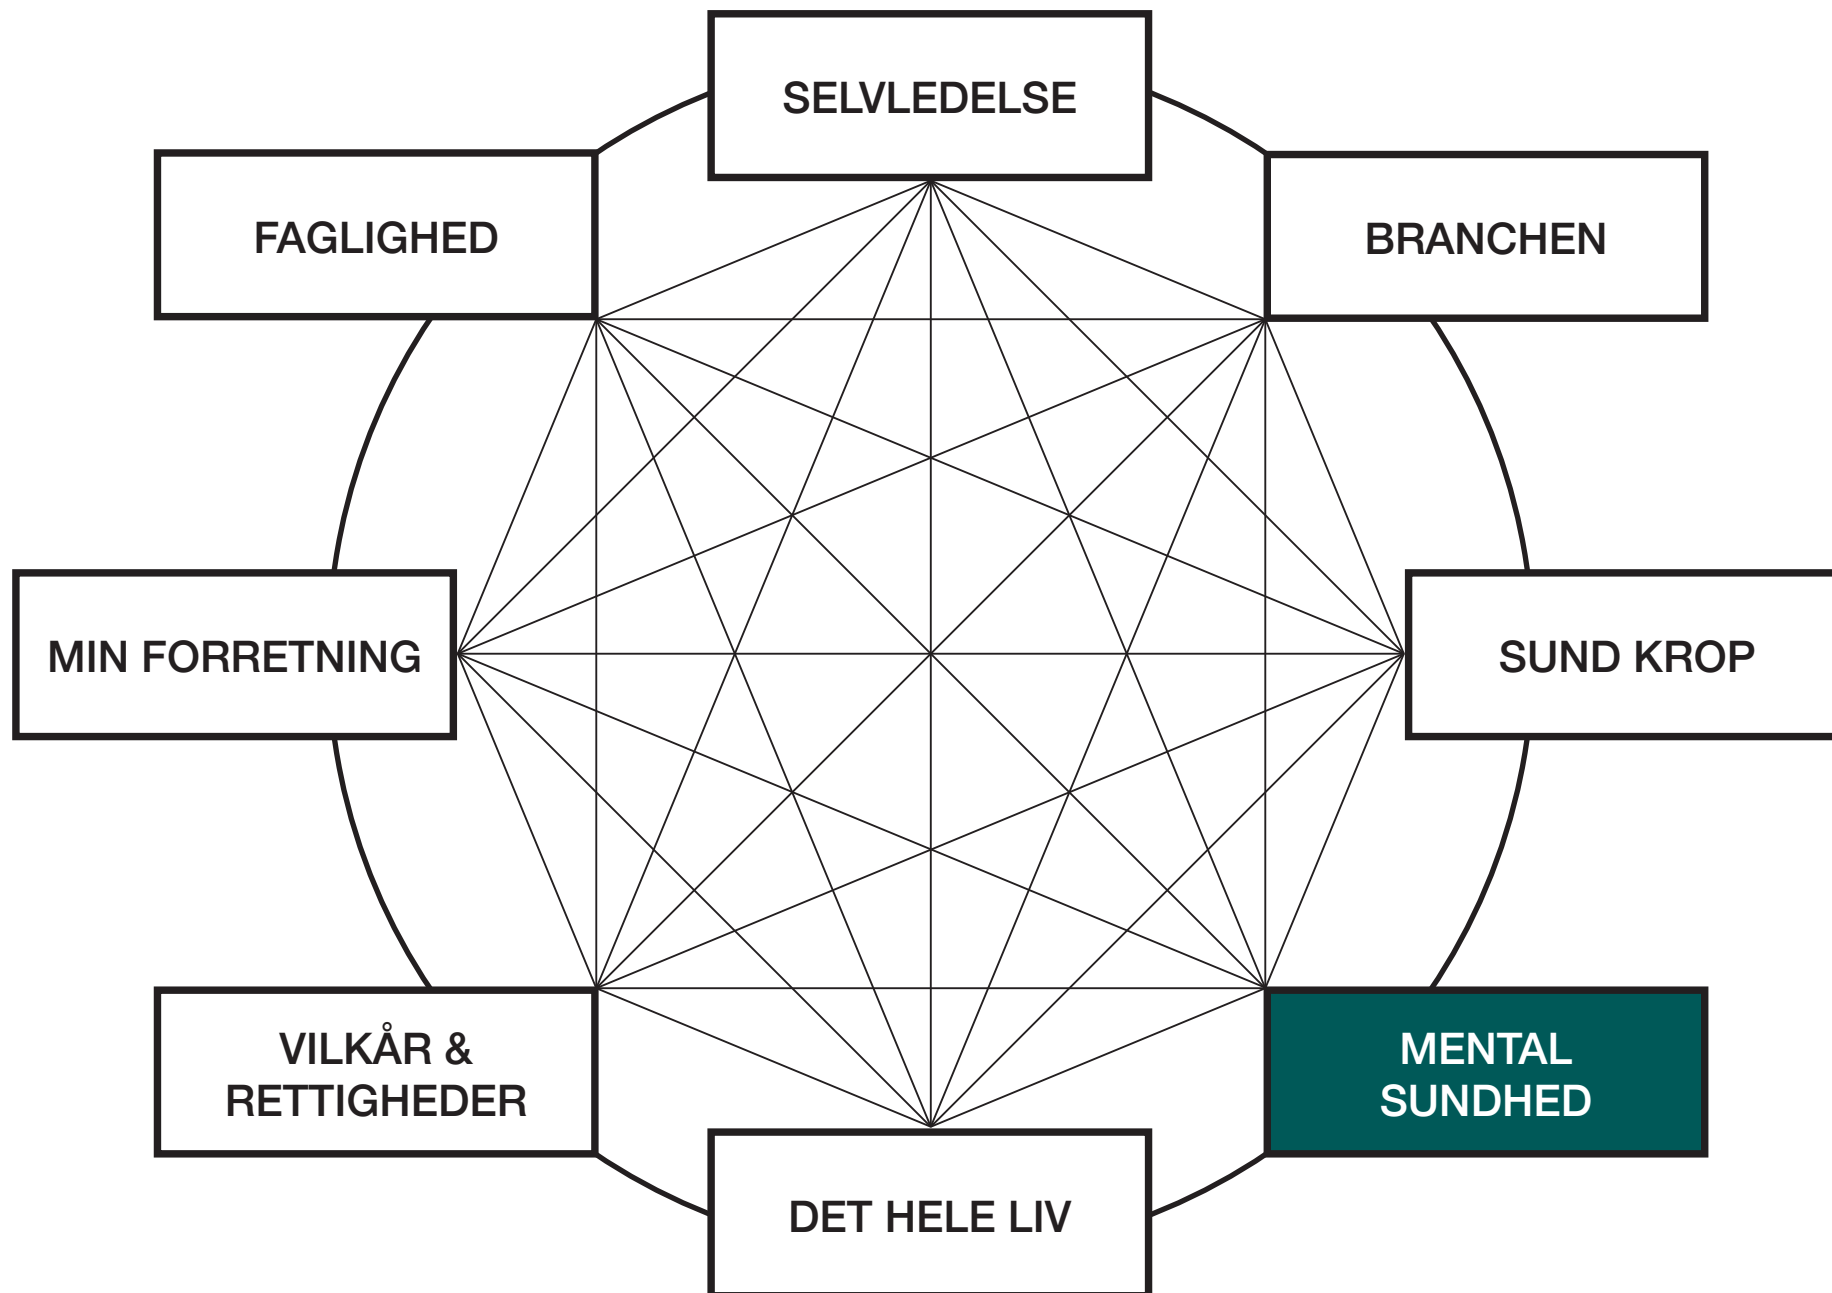 SELVLEDELSE
FAGLIGHED
BRANCHEN
MIN FORRETNING
SUND KROP
VILKÅR &
RETTIGHEDER
MENTAL
SUNDHED
DET HELE LIV